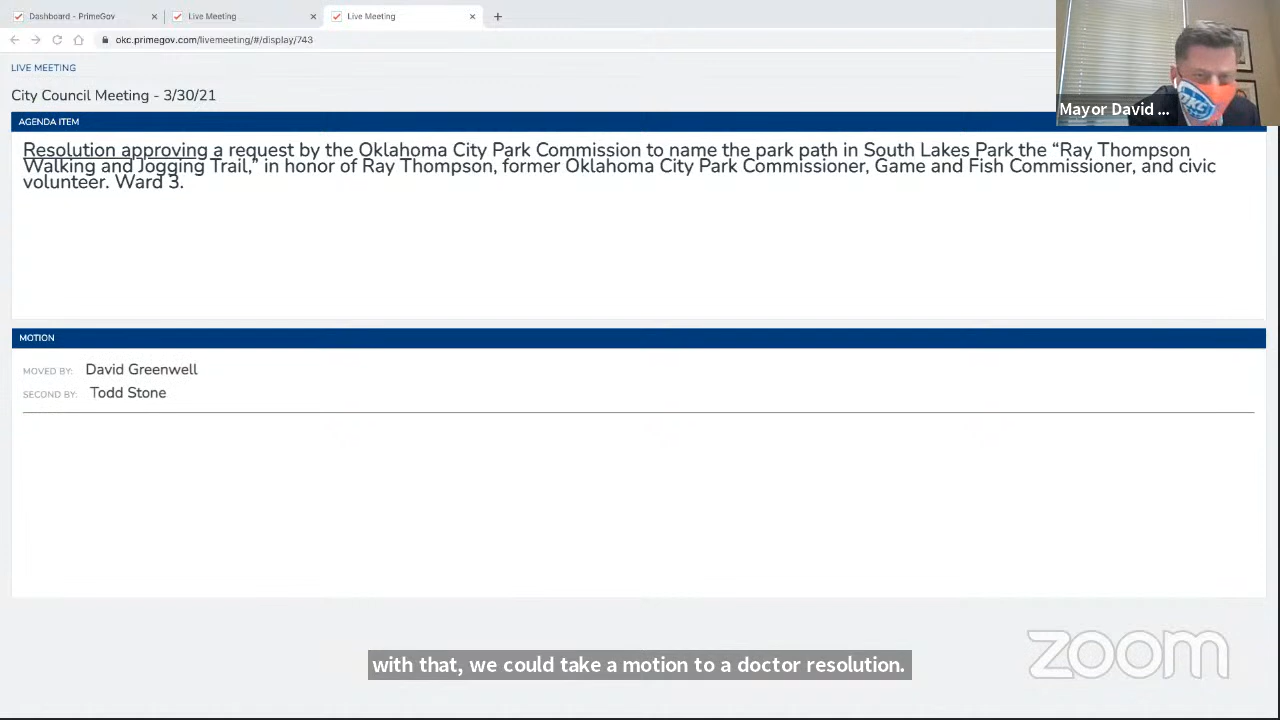 Dashboard - PrimeGov
Live Meeting
Live Meeting
okc.primegov.com/livemeeting/#/display/743
LIVE MEETING
City Council Meeting - 3/30/21
Mayor David ...
OKC
AGENDA ITEM
Resolution approving a request by the Oklahoma City Park Commission to name the park path in South Lakes Park the “Ray Thompson
Walking and Jogging Trail,” in honor of Ray Thompson, former Oklahoma City Park Commissioner, Game and Fish Commissioner, and civic
volunteer. Ward 3.
MOTION
MOVED BY: David Greenwell
SECOND BY: Todd Stone
zoom
with that, we could take a motion to a doctor resolution.